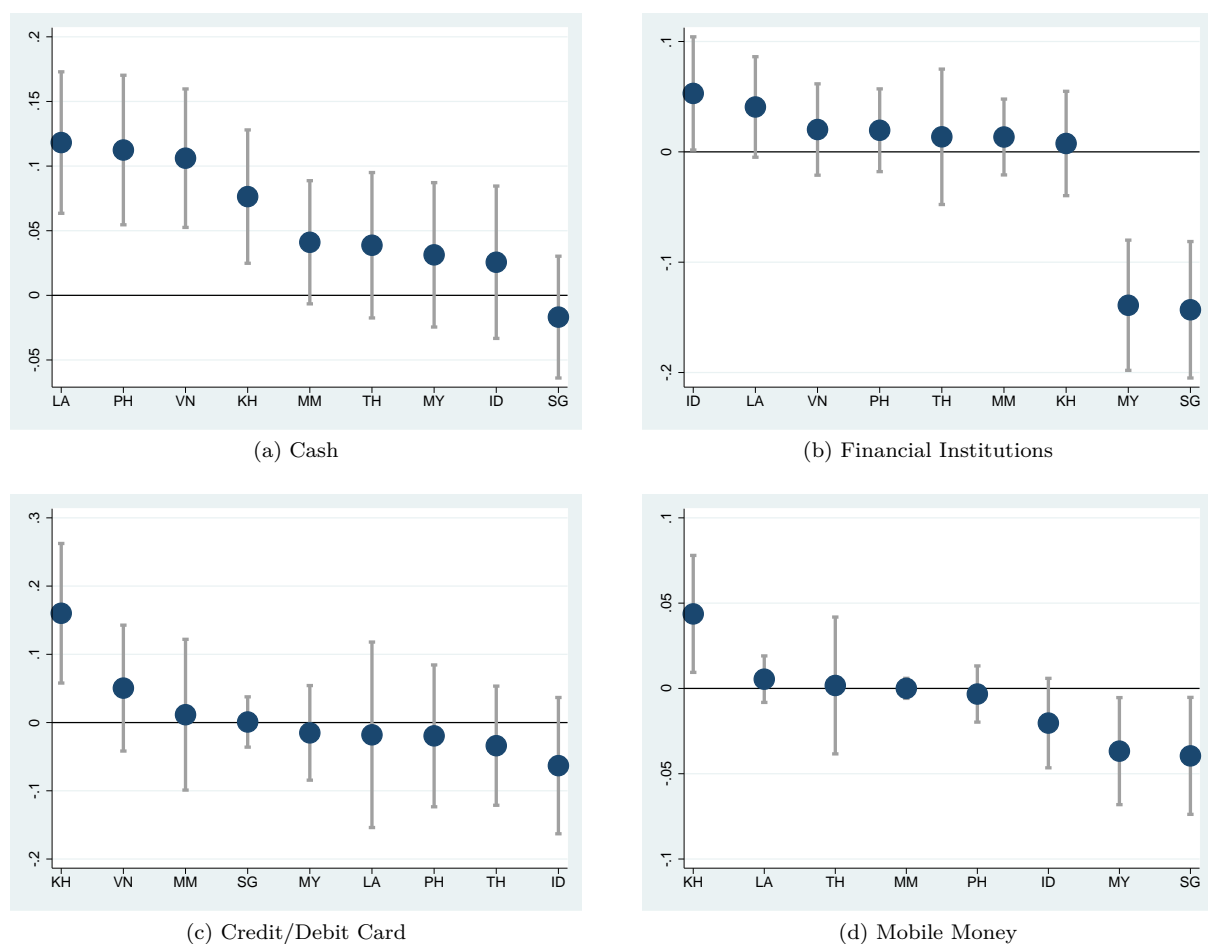 .2
.15
.1
.05
0
-.05
LA PH VN KH MM TH MY ID SG
(a) Cash
.1
0
-.1
-.2
ID LA VN PH TH MM KH MY SG
(b) Financial Institutions
.3
.2
.1
0
-.1
-.2
KH VN MM SG MY LA PH TH ID
(c) Credit/Debit Card
.1
.05
0
-.05
-.1
KH LA TH MM PH ID MY SG
(d) Mobile Money